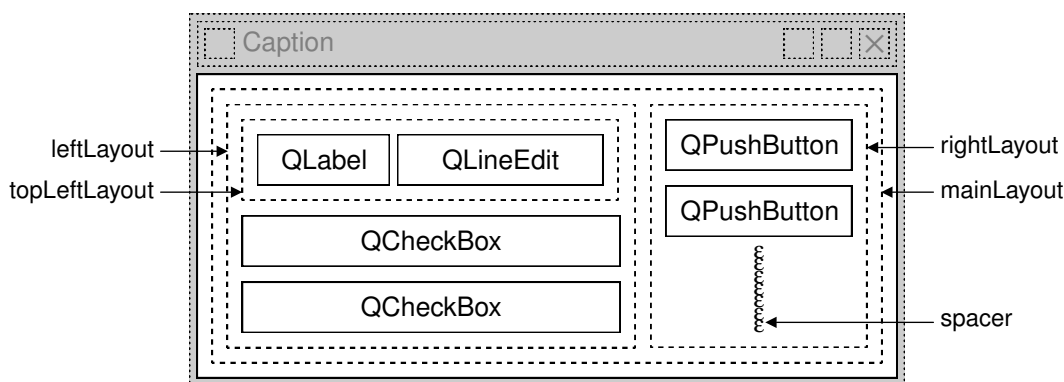 Caption
leftLayout
topLeftLayout
QLabel
QLineEdit
QCheckBox
QCheckBox
QPushButton
QPushButton
rightLayout
mainLayout
spacer